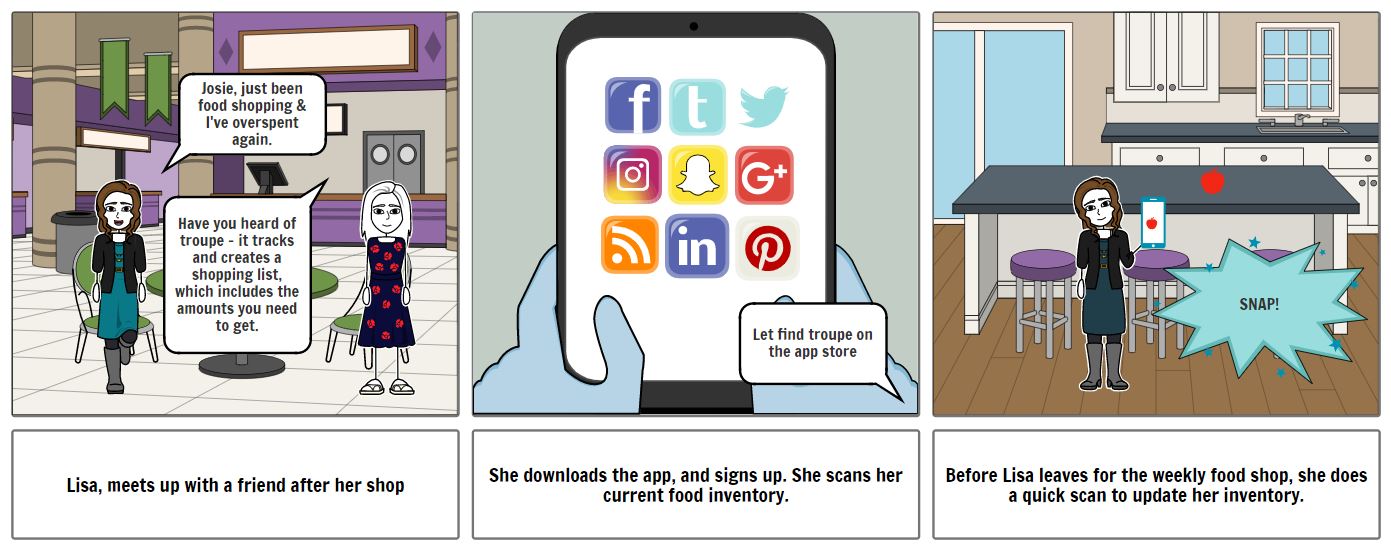 Josie, just been
food shopping &
I've overspent
again.
Have you heard of
troupe - it tracks
and creates a
shopping list,
which includes the
amounts you need
to get.
Lisa, meets up with a friend after her shop
f t
G+
in
Let find troupe on
the app store
She downloads the app, and signs up. She scans her
current food inventory.
SNAP!
Before Lisa leaves for the weekly food shop, she does
a quick scan to update her inventory.